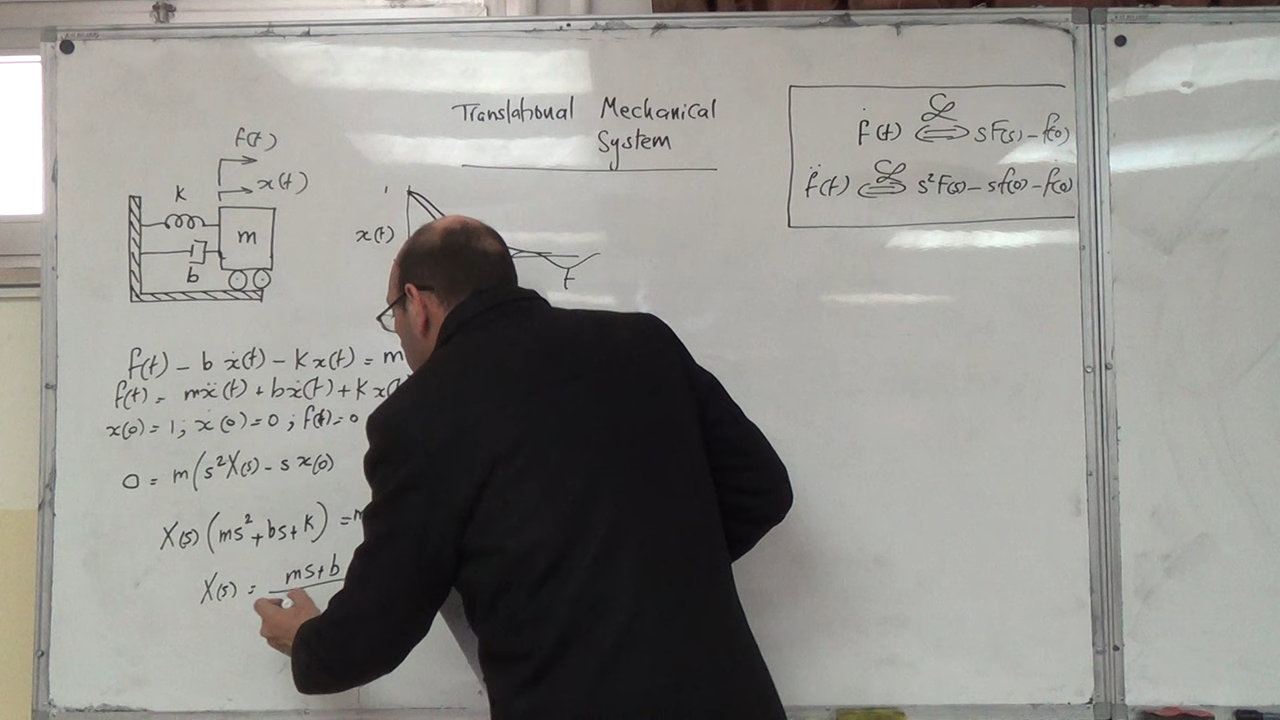 Translational Mechanical
System
f(t)
x(t)
k
m
b
x(t)
t
ḟ(t) ⇔ ℒ sF(s) - f(0)
f̈(t) ⇔ ℒ s²F(s) - sf(0) - ḟ(0)
f(t) - b ẋ(t) - k x(t) = m
f(t) = mẍ(t) + bẋ(t) + k x(
x(0) = 1 ; ẋ(0) = 0 ; f(t) = 0
0 = m(s²X(s) - s x(0)
X(s) (ms² + bs + k) = m
X(s) = ms+b